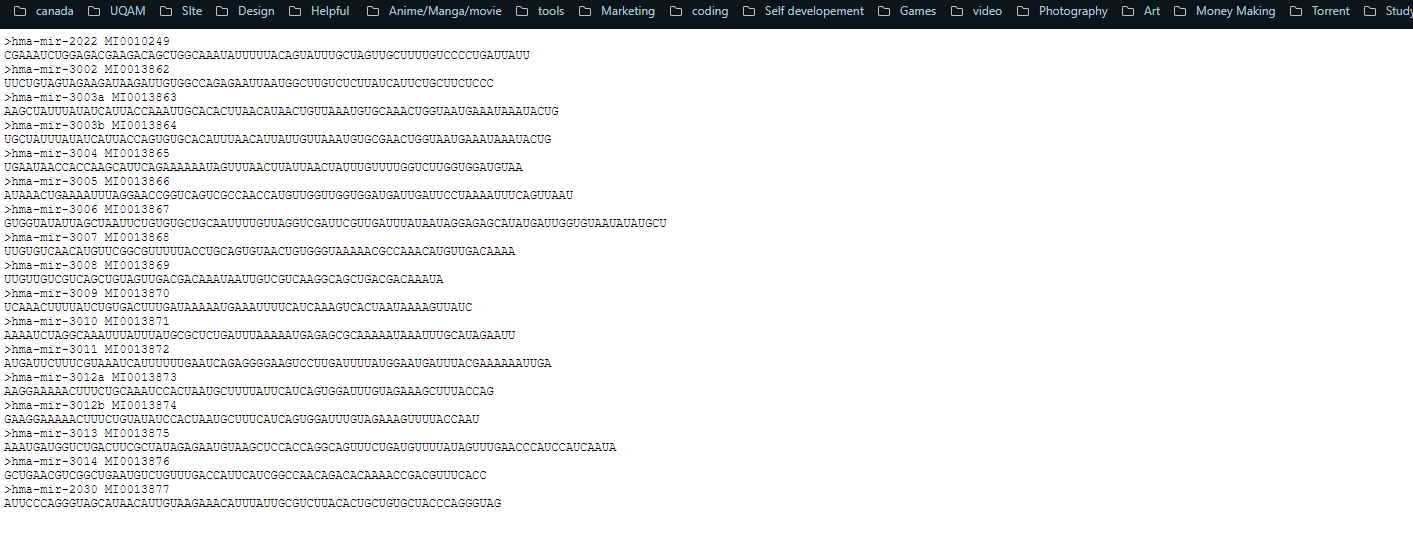 canada UQAM SIte Design Helpful Anime/Manga/movie tools Marketing coding Self developement Games video Photography Art Money Making Torrent Study
>hma-mir-2022 MI0010249
CGAAAUCUGGAGACGAAGACAGCUGGCAAAUAUUUUUACAGUAUUUGCUAGUUGCUUUUGUCCCCUGAUUAUU
>hma-mir-3002 MI0013862
UUCUGUAGUAGAAGAUAAGAUUGUGGCCAGAGAAUUAAUGGCUUGUCUCUUAUCAUUCUGCUUCUCCC
>hma-mir-3003a MI0013863
AAGCUAUUUAUAUCAUUACCAAAUUGCACACUUAACAUAACUGUUAAAUGUGCAAACUGGUAAUGAAAUAAAUACUG
>hma-mir-3003b MI0013864
UGCUAUUUAUAUCAUUACCAGUGUGCACAUUUAACAUUAUUGUUAAAUGUGCGAACUGGUAAUGAAAUAAAUACUG
>hma-mir-3004 MI0013865
UGAAUAACCACCAAGCAUUCAGAAAAAAUAGUUUAACUUAUUAACUAUUUGUUUUGGUCUUGGUGGAUGUAA
>hma-mir-3005 MI0013866
AUAAACUGAAAAUUUAGGAACCGGUCAGUCGCCAACCAUGUUGGUUGGUGGAUGAUUGAUUCCUAAAAUUUCAGUUAAU
>hma-mir-3006 MI0013867
GUGGUAUAUUAGCUAAUUCUGUGUGCUGCAAUUUUGUUAGGUCGAUUCGUUGAUUUAUAAUAGGAGAGCAUAUGAUUGGUGUAAUAUAUGCU
>hma-mir-3007 MI0013868
UUGUGUCAACAUGUUCGGCGUUUUUACCUGCAGUGUAACUGUGGGUAAAAACGCCAAACAUGUUGACAAAA
>hma-mir-3008 MI0013869
UUGUUGUCGUCAGCUGUAGUUGACGACAAAUAAUUGUCGUCAAGGCAGCUGACGACAAAUA
>hma-mir-3009 MI0013870
UCAAACUUUUAUCUGUGACUUUGAUAAAAAUGAAAUUUUCAUCAAAGUCACUAAUAAAAGUUAUC
>hma-mir-3010 MI0013871
AAAAUCUAGGCAAAUUUAUUUAUGCGCUCUGAUUUAAAAAUGAGAGCGCAAAAAUAAAUUUGCAUAGAAUU
>hma-mir-3011 MI0013872
AUGAUUCUUUCGUAAAUCAUUUUUUGAAUCAGAGGGGAAGUCCUUGAUUUUAUGGAAUGAUUUACGAAAAAAUUGA
>hma-mir-3012a MI0013873
AAGGAAAAACUUUCUGCAAAUCCACUAAUGCUUUUAUUCAUCAGUGGAUUUGUAGAAAGCUUUACCAG
>hma-mir-3012b MI0013874
GAAGGAAAAACUUUCUGUAUAUCCACUAAUGCUUUCAUCAGUGGAUUUGUAGAAAGUUUUACCAAU
>hma-mir-3013 MI0013875
AAAUGAUGGUCUGACUUCGCUAUAGAGAAUGUAAGCUCCACCAGGCAGUUUCUGAUGUUUUAUAGUUUGAACCCAUCCAUCAAUA
>hma-mir-3014 MI0013876
GCUGAACGUCGGCUGAAUGUCUGUUUGACCAUUCAUCGGCCAACAGACACAAAACCGACGUUUCACC
>hma-mir-2030 MI0013877
AUUCCCAGGGUAGCAUAACAUUGUAAGAAACAUUUAUUGCGUCUUACACUGCUGUGCUACCCAGGGUAG